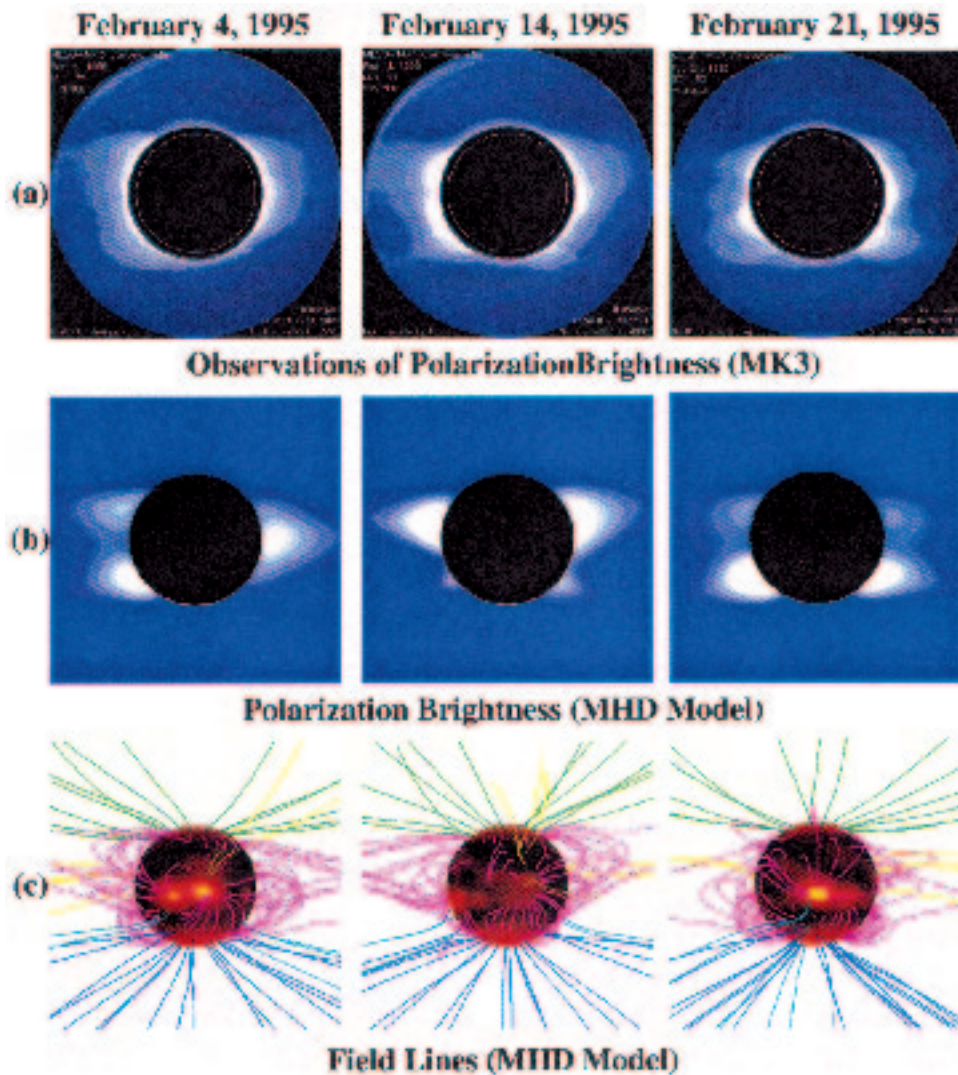 February 4, 1995
February 14, 1995
February 21, 1995
(a)
Observations of PolarizationBrightness (MK3)
(b)
Polarization Brightness (MHD Model)
(c)
Field Lines (MHD Model)